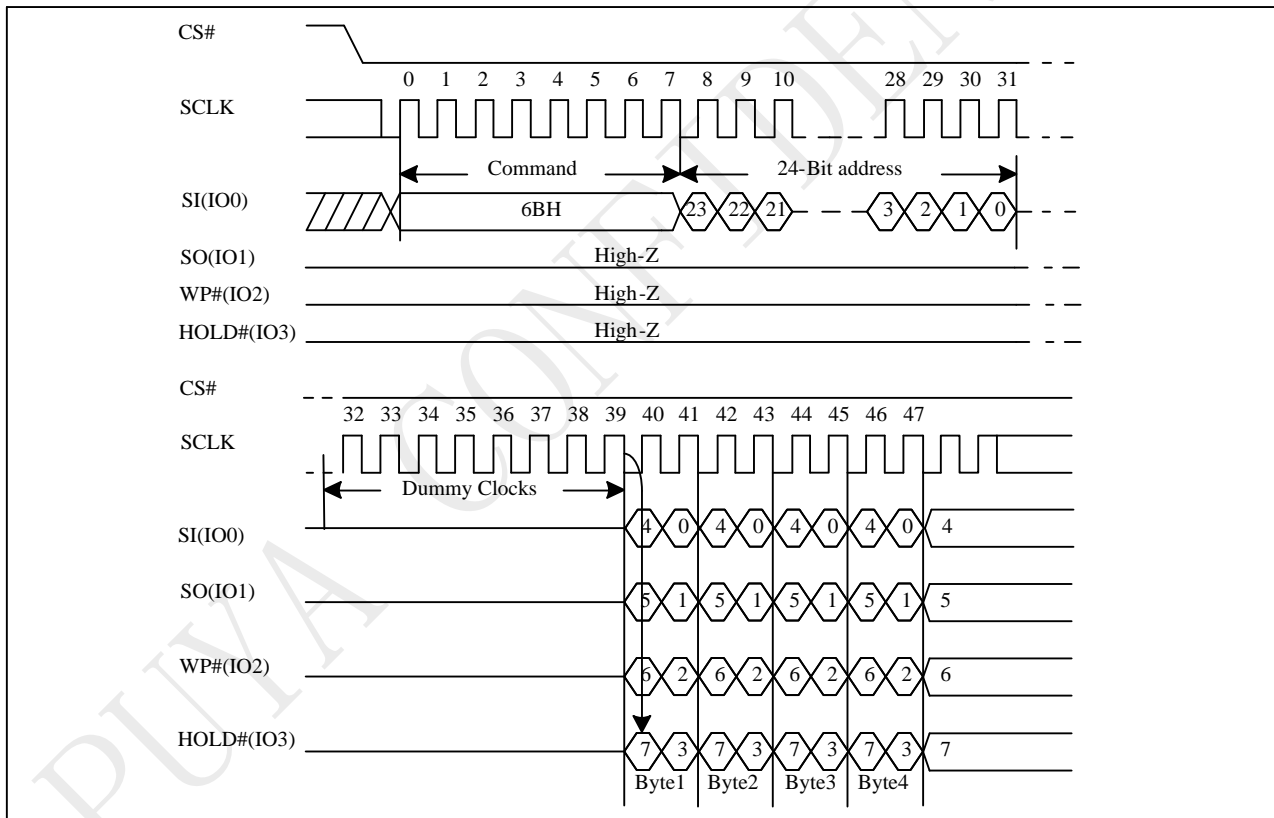 CS#
0 1 2 3 4 5 6 7 8 9 10 28 29 30 31
SCLK
Command 24-Bit address
SI(IO0) 6BH 23 22 21 3 2 1 0
SO(IO1) High-Z
WP#(IO2) High-Z
HOLD#(IO3) High-Z
CS#
32 33 34 35 36 37 38 39 40 41 42 43 44 45 46 47
SCLK
Dummy Clocks
SI(IO0) 4 0 4 0 4 0 4 0 4
SO(IO1) 5 1 5 1 5 1 5 1 5
WP#(IO2) 6 2 6 2 6 2 6 2 6
HOLD#(IO3) 7 3 7 3 7 3 7 3 7
Byte1 Byte2 Byte3 Byte4
PUYA